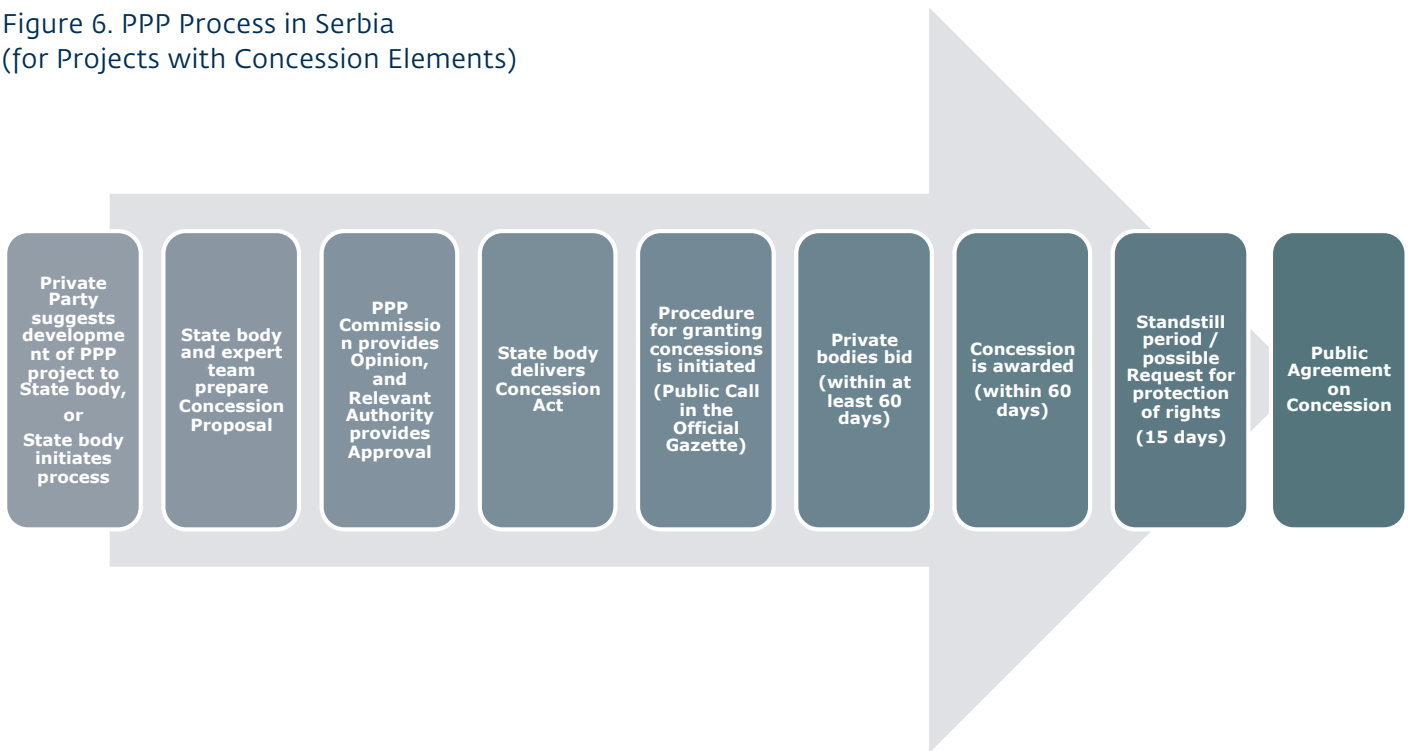 Figure 6. PPP Process in Serbia
(for Projects with Concession Elements)
Private
Party
suggests
developme
nt of PPP
project to
State body,
or
State body
initiates
process
State body
and expert
team
prepare
Concession
Proposal
PPP
Commissio
n provides
Opinion,
and
Relevant
Authority
provides
Approval
State body
delivers
Concession
Act
Procedure
for granting
concessions
is initiated
(Public Call
in the
Official
Gazette)
Private
bodies bid
(within at
least 60
days)
Concession
is awarded
(within 60
days)
Standstill
period /
possible
Request for
protection
of rights
(15 days)
Public
Agreement
on
Concession